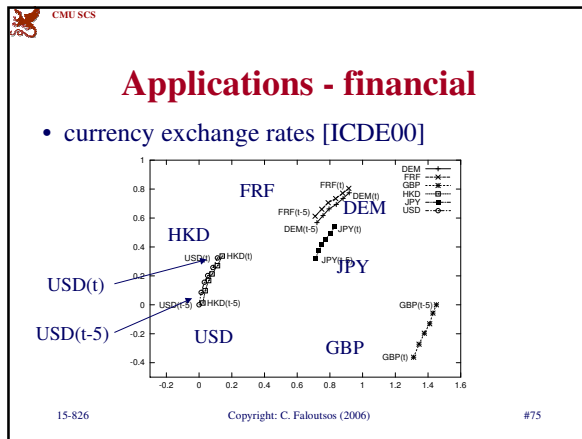 CMU SCS
Applications - financial
• currency exchange rates [ICDE00]
1
0.8
0.6
0.4
0.2
0
-0.2
-0.4
-0.2 0 0.2 0.4 0.6 0.8 1 1.2 1.4 1.6
DEM
FRF
GBP
HKD
JPY
USD
FRF
FRF(t)
DEM(t)
FRF(t-5)
DEM
DEM(t-5)
JPY(t)
HKD
USD(t)
HKD(t)
JPY(t-5)
JPY
USD(t)
USD(t-5)
HKD(t-5)
GBP(t-5)
USD(t-5)
USD
GBP
GBP(t)
15-826 Copyright: C. Faloutsos (2006) #75